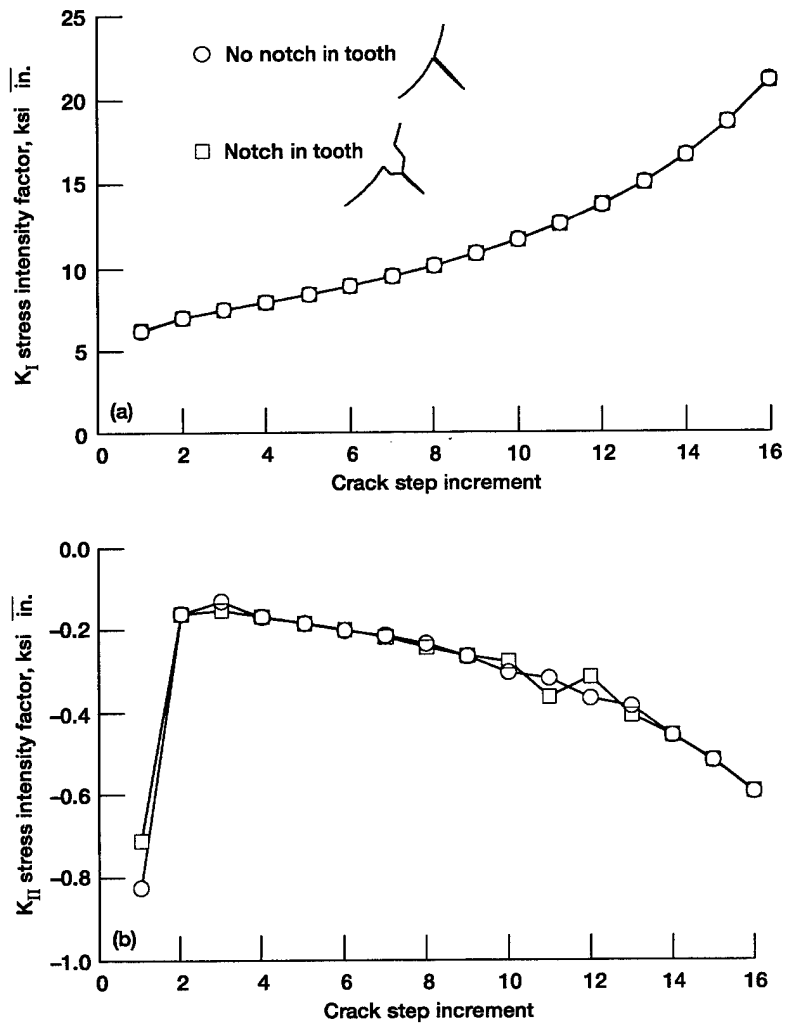 25
20
15
10
5
0
K_I stress intensity factor, ksi √in.
No notch in tooth
Notch in tooth
(a)
0 2 4 6 8 10 12 14 16
Crack step increment
0.0
–0.2
–0.4
–0.6
–0.8
–1.0
K_II stress intensity factor, ksi √in.
(b)
0 2 4 6 8 10 12 14 16
Crack step increment